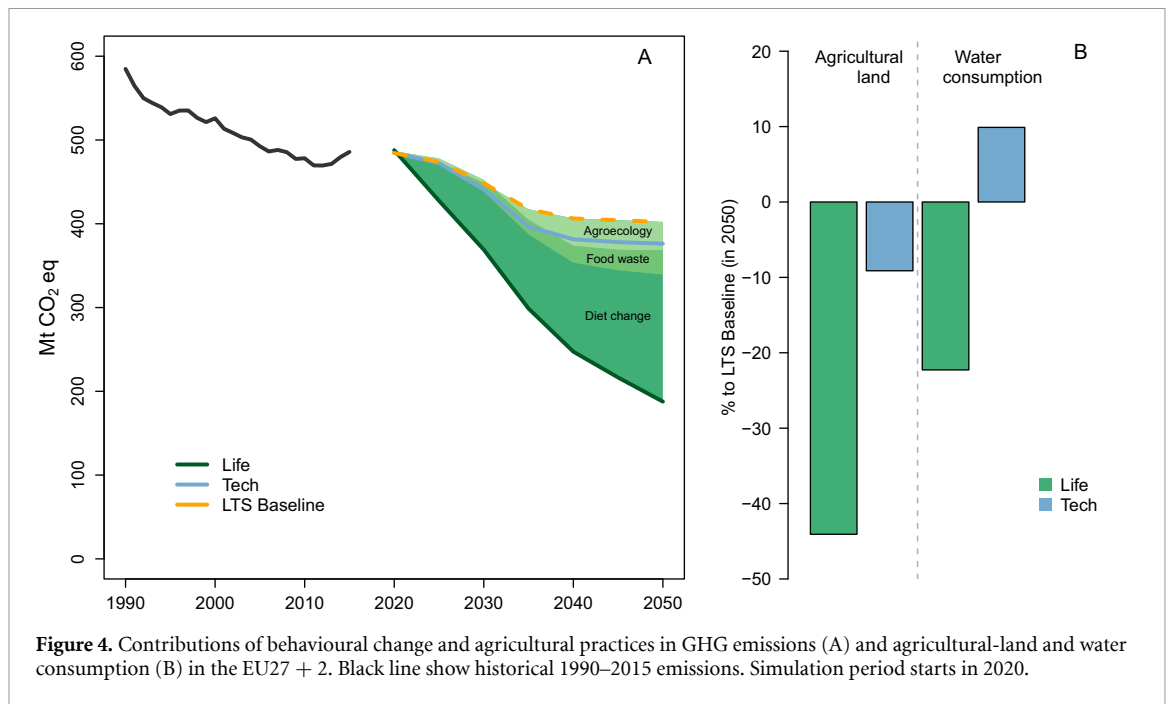 A
600
500
400
300
200
100
0
Mt CO₂ eq
Agroecology
Food waste
Diet change
Life
Tech
LTS Baseline
1990 2000 2010 2020 2030 2040 2050
B
Agricultural
land
Water
consumption
20
10
0
−10
−20
−30
−40
−50
% to LTS Baseline (in 2050)
Life
Tech
Figure 4. Contributions of behavioural change and agricultural practices in GHG emissions (A) and agricultural-land and water
consumption (B) in the EU27 + 2. Black line show historical 1990–2015 emissions. Simulation period starts in 2020.